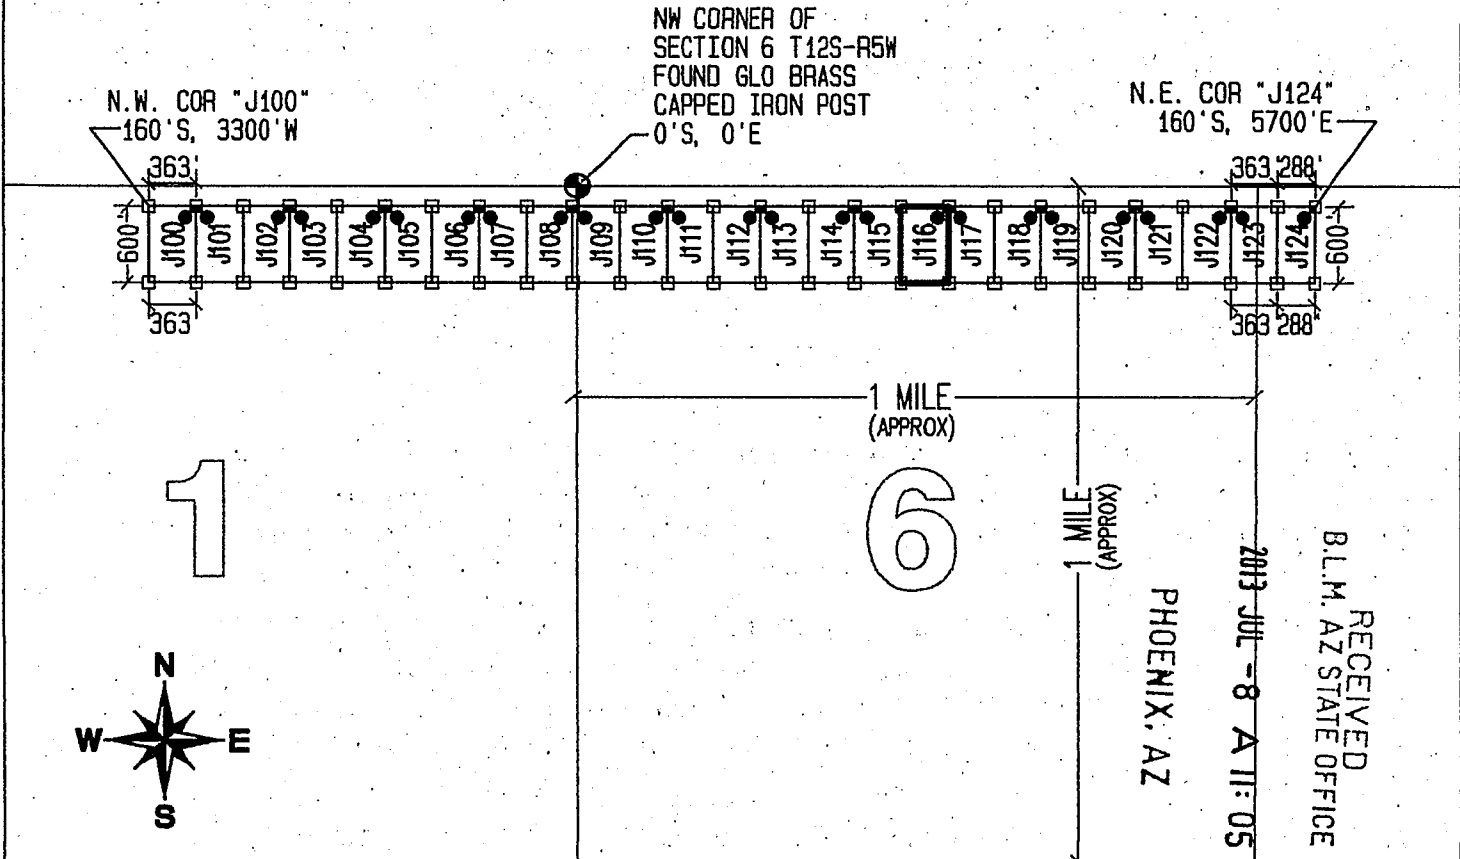 NW CORNER OF
SECTION 6 T12S-R5W
FOUND GLO BRASS
CAPPED IRON POST
0'S, 0'E
N.W. COR "J100"
160'S, 3300'W
N.E. COR "J124"
160'S, 5700'E
363'
363'
288'
600'
J100
J101
J102
J103
J104
J105
J106
J107
J108
J109
J110
J111
J112
J113
J114
J115
J116
J117
J118
J119
J120
J121
J122
J123
J124
600'
363'
363'
288'
1 MILE
(APPROX)
1
6
1 MILE
(APPROX)
N
W
E
S
RECEIVED
B.L.M. AZ STATE OFFICE
2013 JUL -8 A 11:05
PHOENIX, AZ